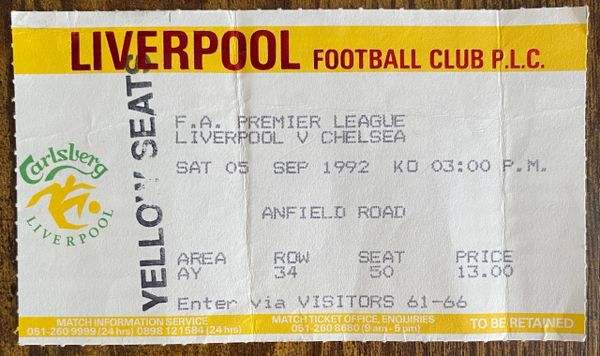 LIVERPOOL FOOTBALL CLUB P.L.C.
YELLOW SEATS
Carlsberg
LIVERPOOL
F.A. PREMIER LEAGUE
LIVERPOOL V CHELSEA
SAT 05 SEP 1992 KO 03:00 P.M.
ANFIELD ROAD
AREA ROW SEAT PRICE
AY 34 50 13.00
Enter via VISITORS 61-66
MATCH INFORMATION SERVICE
051-260 9999 (24 hrs) 0898 121584 (24 hrs)
MATCH TICKET OFFICE, ENQUIRIES
051-260 8680 (9 am - 5 pm)
TO BE RETAINED